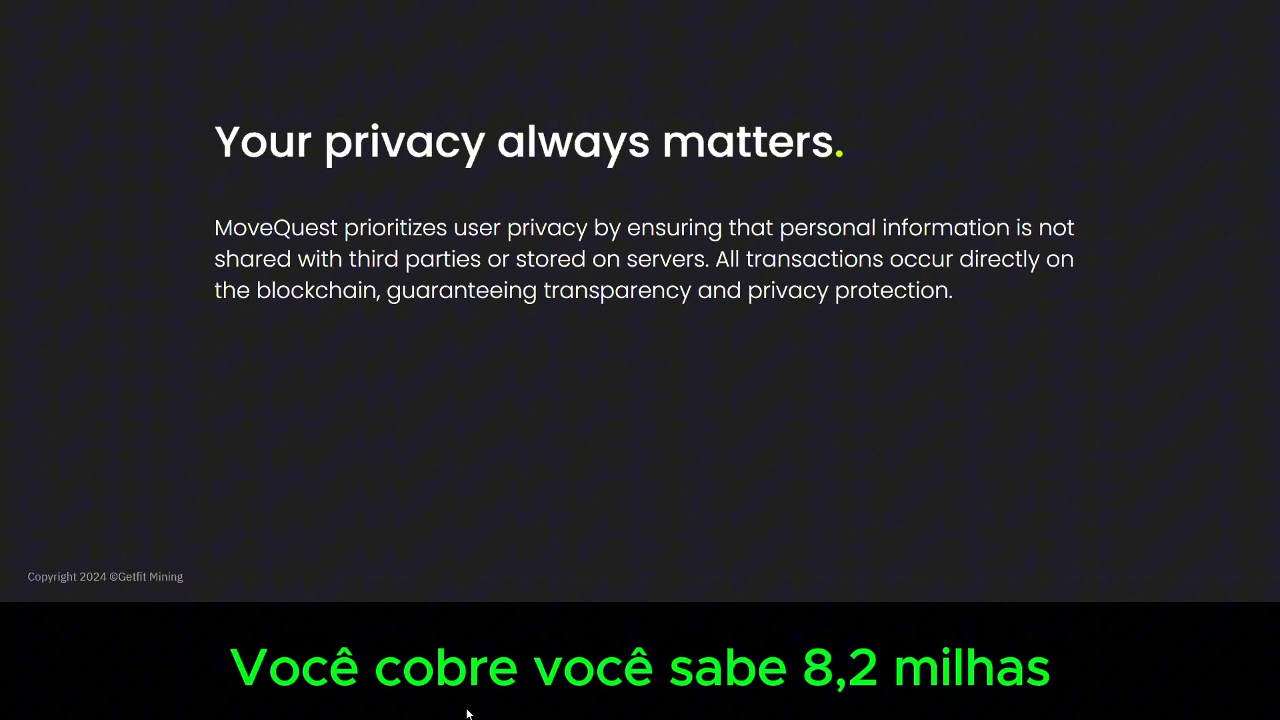 Your privacy always matters.
MoveQuest prioritizes user privacy by ensuring that personal information is not
shared with third parties or stored on servers. All transactions occur directly on
the blockchain, guaranteeing transparency and privacy protection.
Copyright 2024 ©Getfit Mining
Você cobre você sabe 8,2 milhas